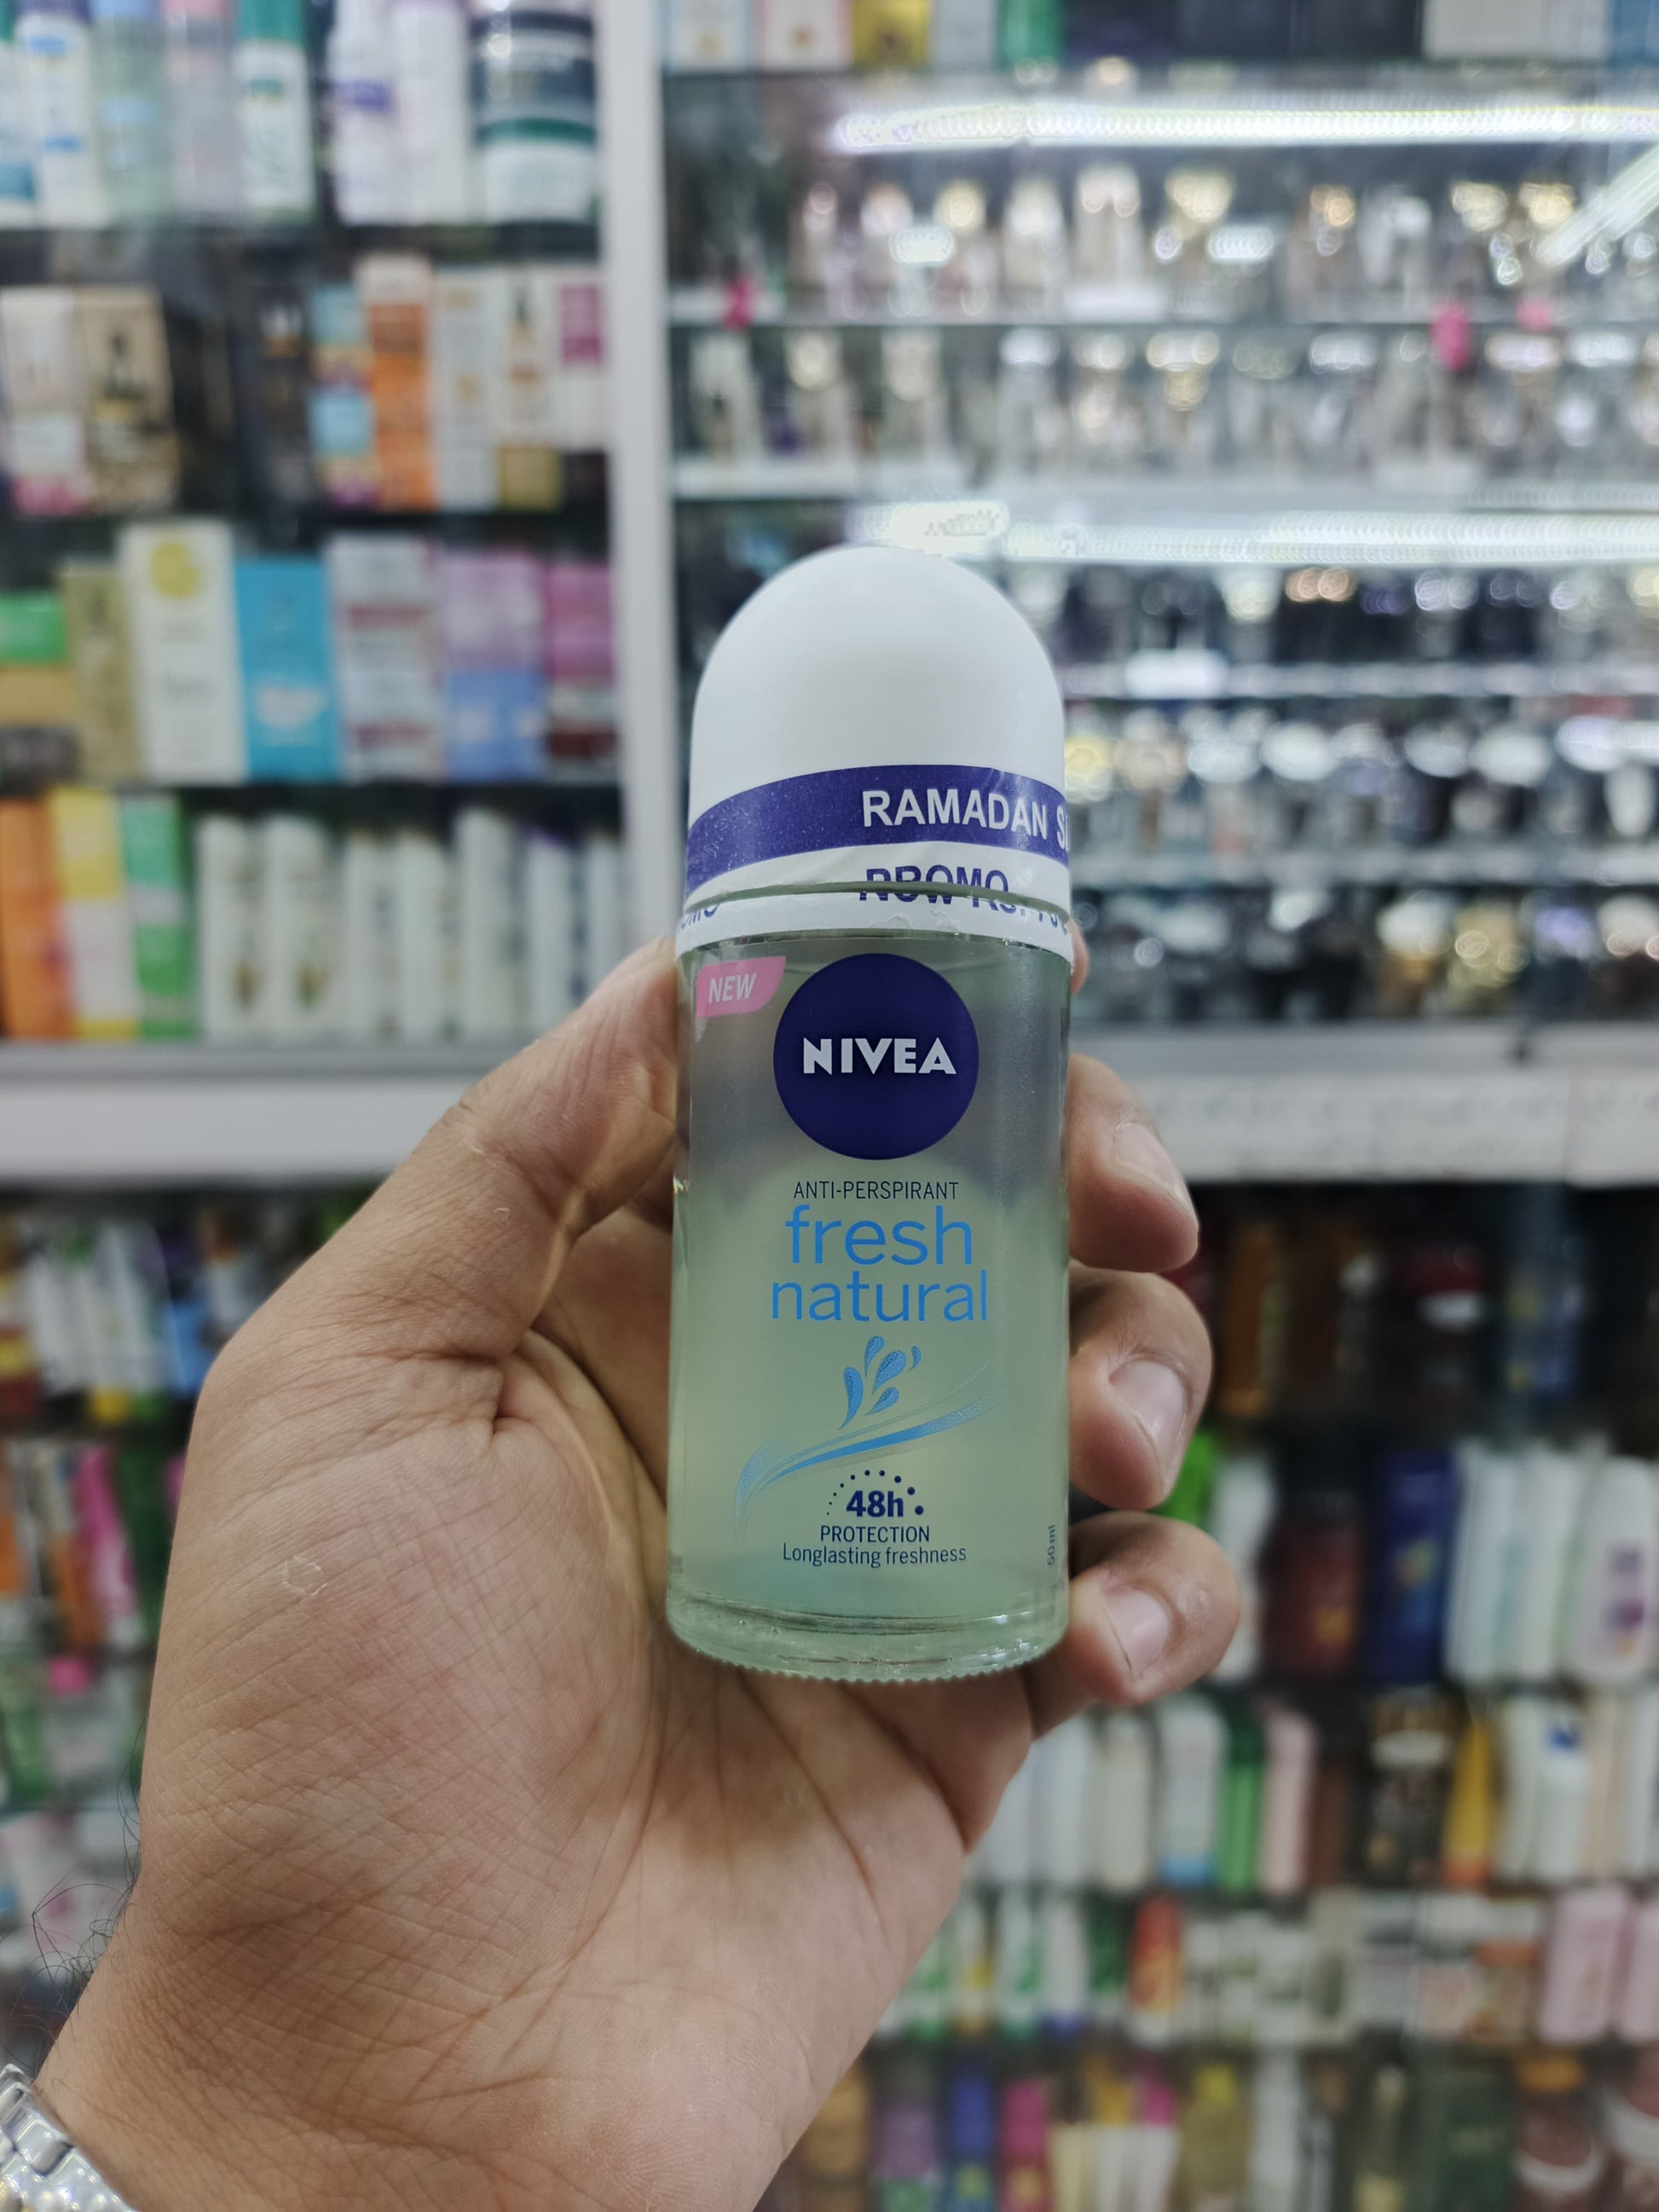 RAMADAN
PROMO
NEW
NIVEA
ANTI-PERSPIRANT
fresh
natural
48h
PROTECTION
Longlasting freshness
50ml